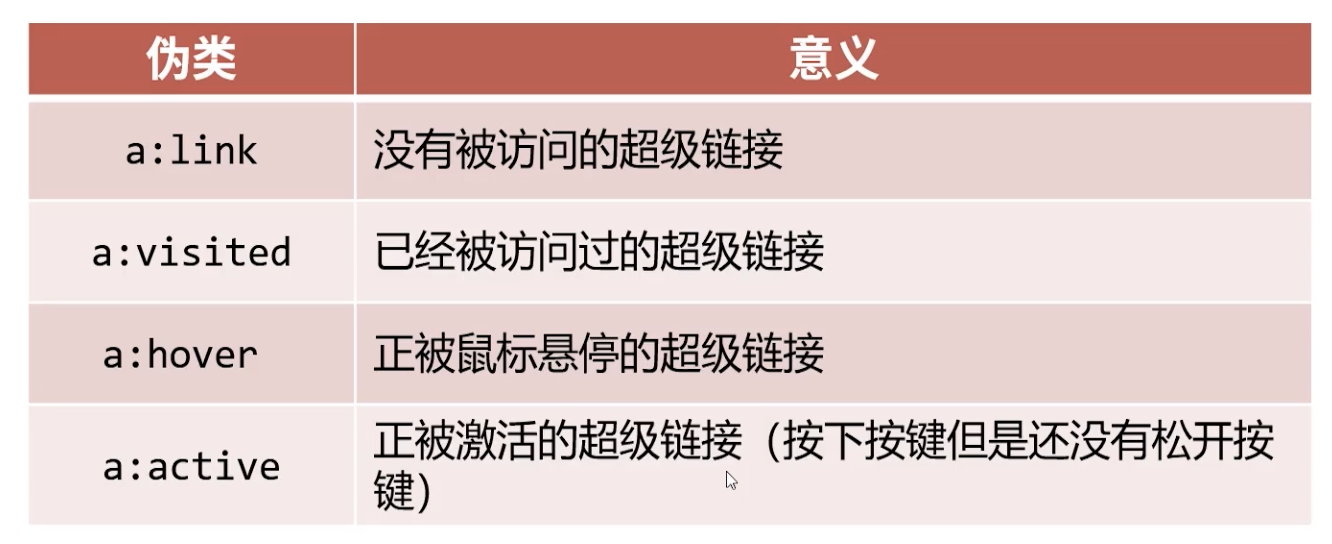 伪类 意义
a:link 没有被访问的超级链接
a:visited 已经被访问过的超级链接
a:hover 正被鼠标悬停的超级链接
a:active 正被激活的超级链接（按下按键但是还没有松开按
键）